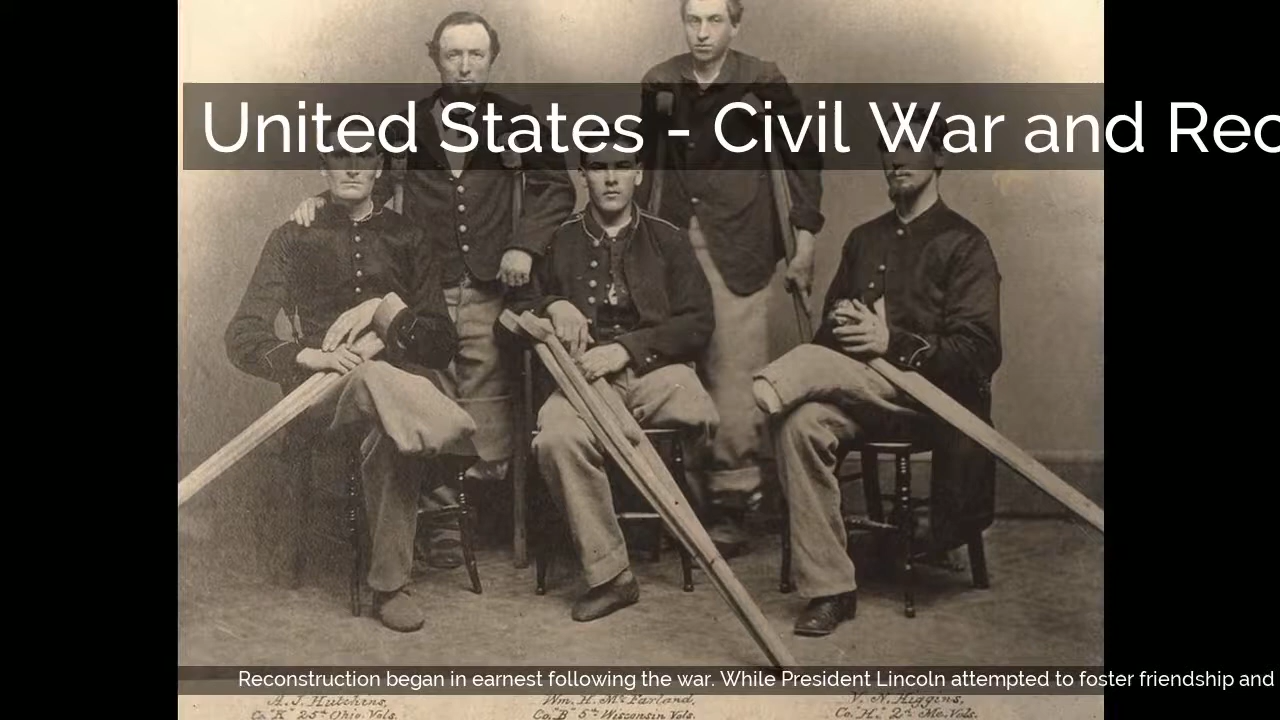 United States - Civil War and Rec
Reconstruction began in earnest following the war. While President Lincoln attempted to foster friendship and
A. J. Hutchins, Wm. H. McFarland, V. N. Higgins,
Co. "K" 25th Ohio Vols. Co. "B" 5th Wisconsin Vols. Co. "H." 2d Me. Vols.